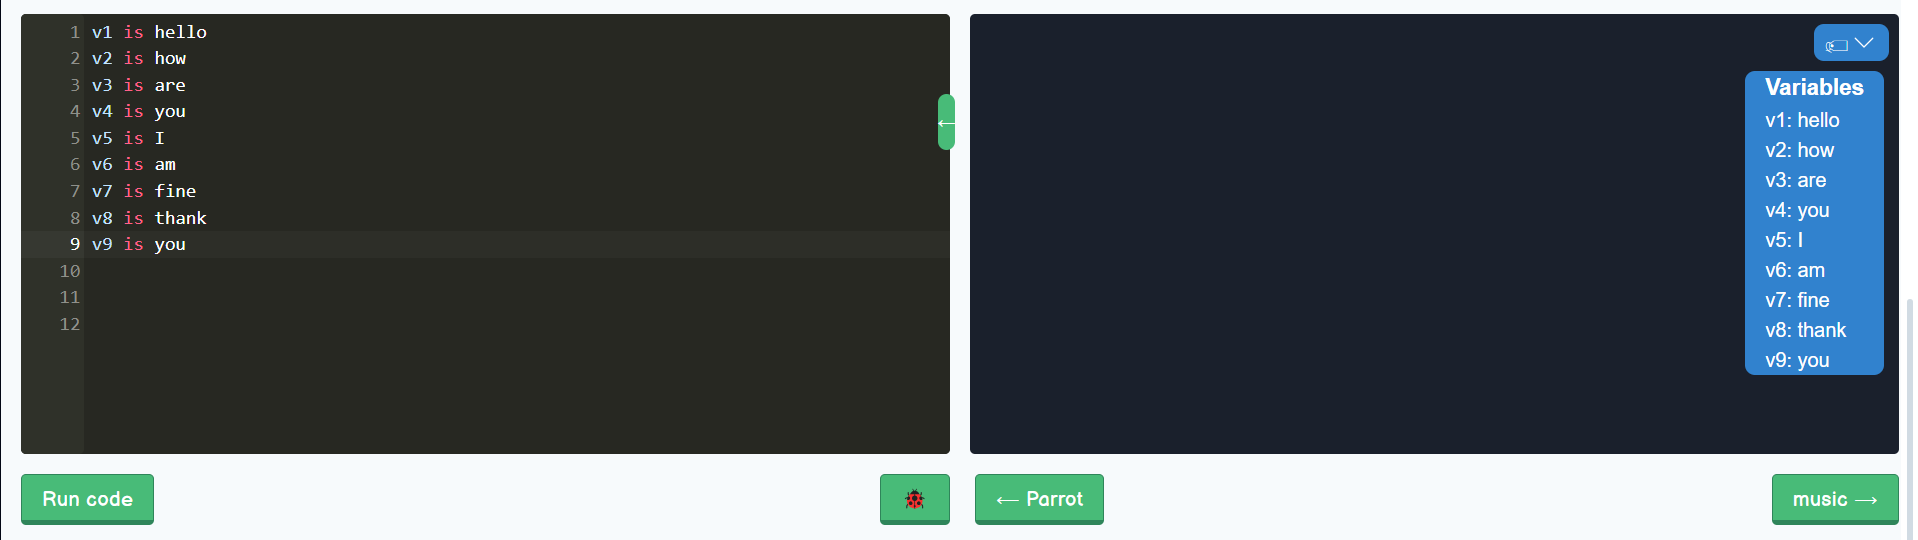 1 v1 is hello
2 v2 is how
3 v3 is are
4 v4 is you
5 v5 is I
6 v6 is am
7 v7 is fine
8 v8 is thank
9 v9 is you
10
11
12
←
Variables
v1: hello
v2: how
v3: are
v4: you
v5: I
v6: am
v7: fine
v8: thank
v9: you
Run code
← Parrot
music →